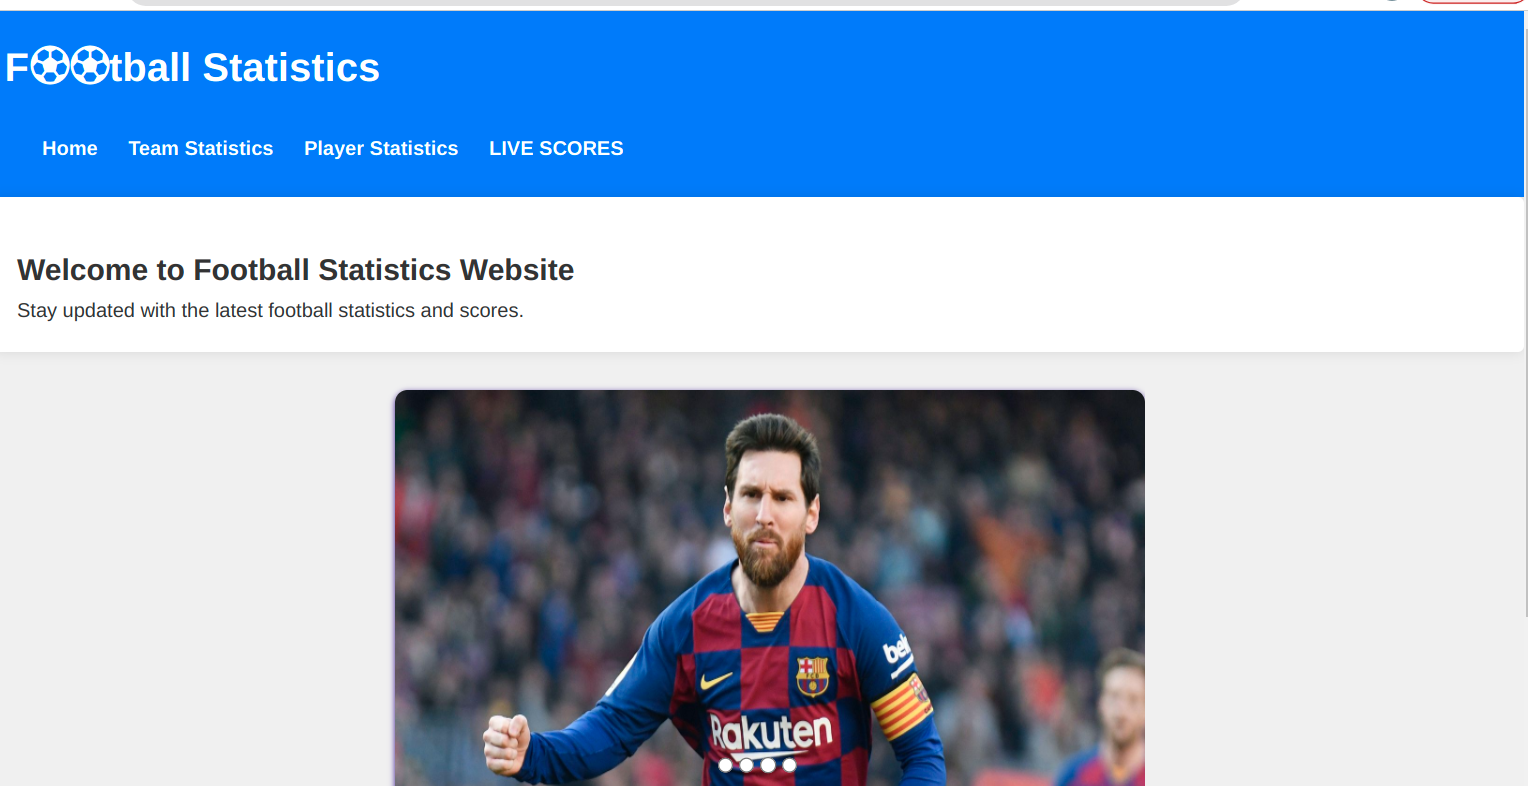 F⚽⚽tball Statistics
Home Team Statistics Player Statistics LIVE SCORES
Welcome to Football Statistics Website
Stay updated with the latest football statistics and scores.
Rakuten